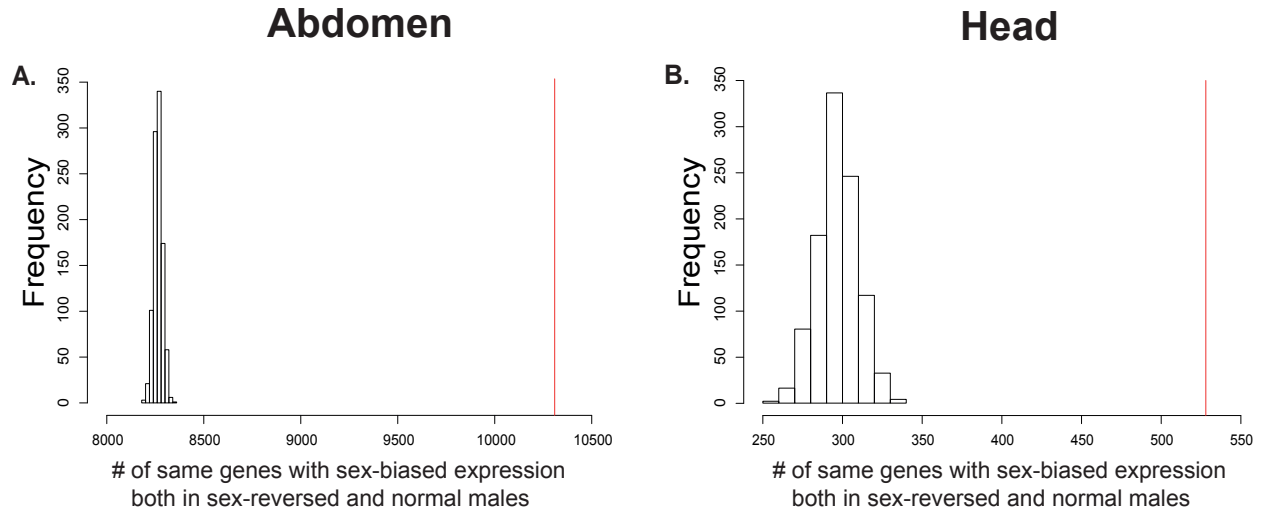 Abdomen
A.
350
300
250
200
150
100
50
0
Frequency
8000 8500 9000 9500 10000 10500
# of same genes with sex-biased expression
both in sex-reversed and normal males
Head
B.
350
300
250
200
150
100
50
0
Frequency
250 300 350 400 450 500 550
# of same genes with sex-biased expression
both in sex-reversed and normal males